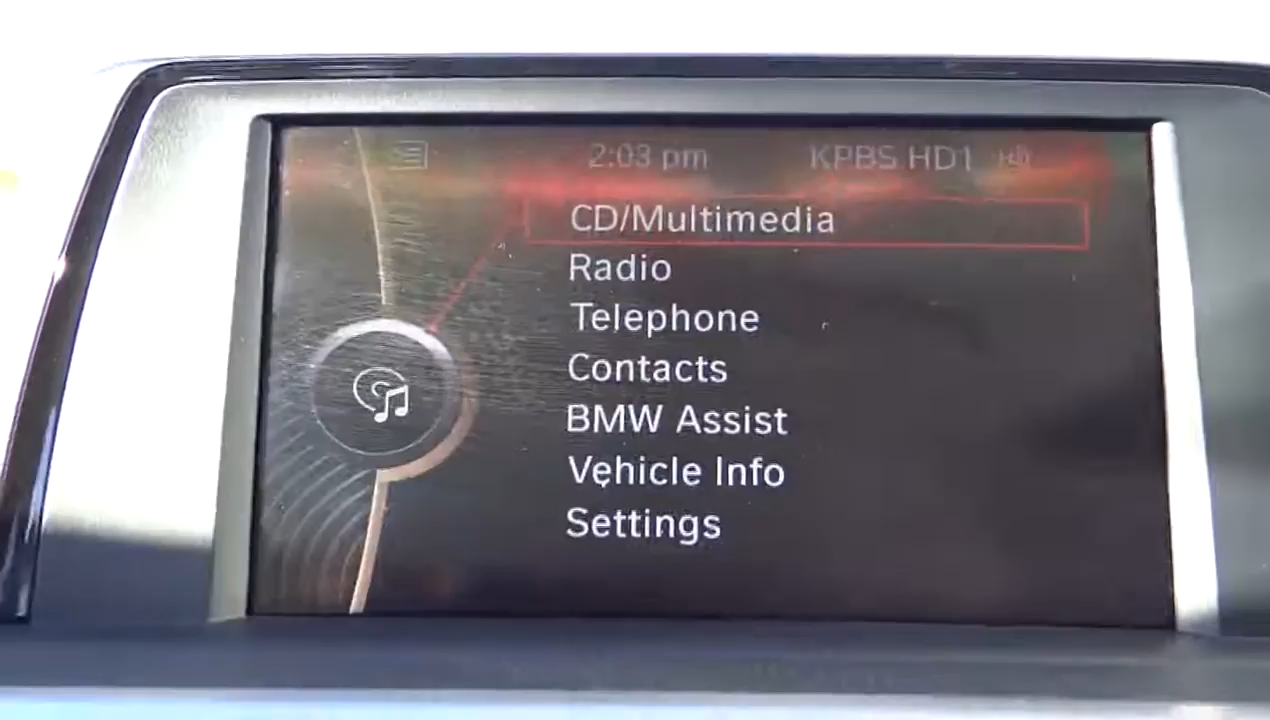 2:03 pm KPBS HD1
CD/Multimedia
Radio
Telephone
Contacts
BMW Assist
Vehicle Info
Settings